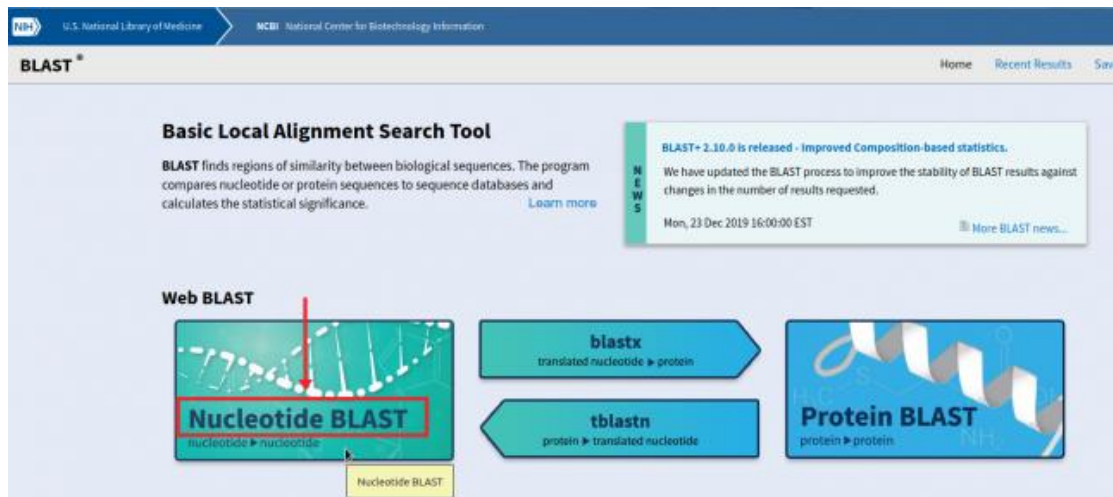 NIH U.S. National Library of Medicine NCBI National Center for Biotechnology Information
BLAST ®
Home Recent Results Sav
Basic Local Alignment Search Tool
BLAST finds regions of similarity between biological sequences. The program
compares nucleotide or protein sequences to sequence databases and
calculates the statistical significance. Learn more
NEWS
BLAST+ 2.10.0 is released - Improved Composition-based statistics.
We have updated the BLAST process to improve the stability of BLAST results against
changes in the number of results requested.
Mon, 23 Dec 2019 16:00:00 EST
More BLAST news...
Web BLAST
Nucleotide BLAST
nucleotide ▶ nucleotide
Nucleotide BLAST
blastx
translated nucleotide ▶ protein
tblastn
protein ▶ translated nucleotide
Protein BLAST
protein ▶ protein